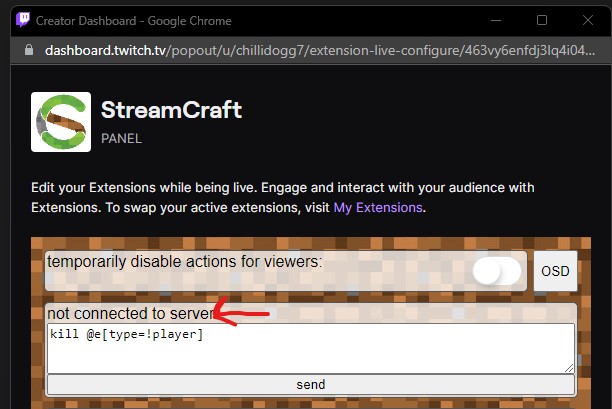 Creator Dashboard - Google Chrome
dashboard.twitch.tv/popout/u/chillidogg7/extension-live-configure/463vy6enfdj3lq4i04...
StreamCraft
PANEL
Edit your Extensions while being live. Engage and interact with your audience with
Extensions. To swap your active extensions, visit My Extensions.
temporarily disable actions for viewers:
OSD
not connected to server
kill @e[type=!player]
send